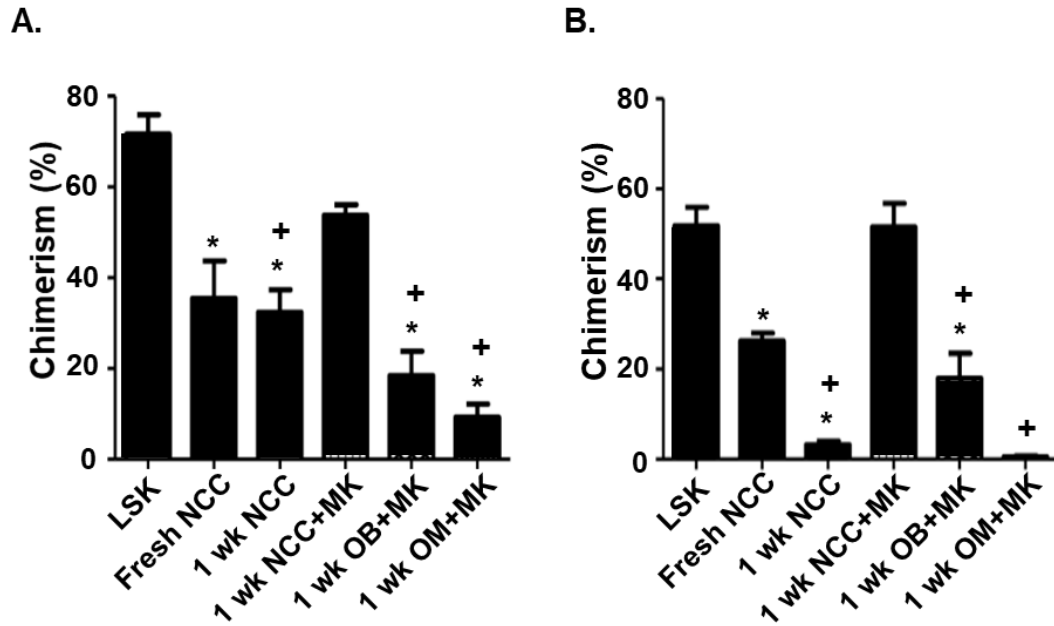 A.
Chimerism (%)
80
60
40
20
0
*
+
*
+
*
+
*
LSK
Fresh NCC
1 wk NCC
1 wk NCC+MK
1 wk OB+MK
1 wk OM+MK
B.
Chimerism (%)
80
60
40
20
0
*
+
*
+
*
+
LSK
Fresh NCC
1 wk NCC
1 wk NCC+MK
1 wk OB+MK
1 wk OM+MK